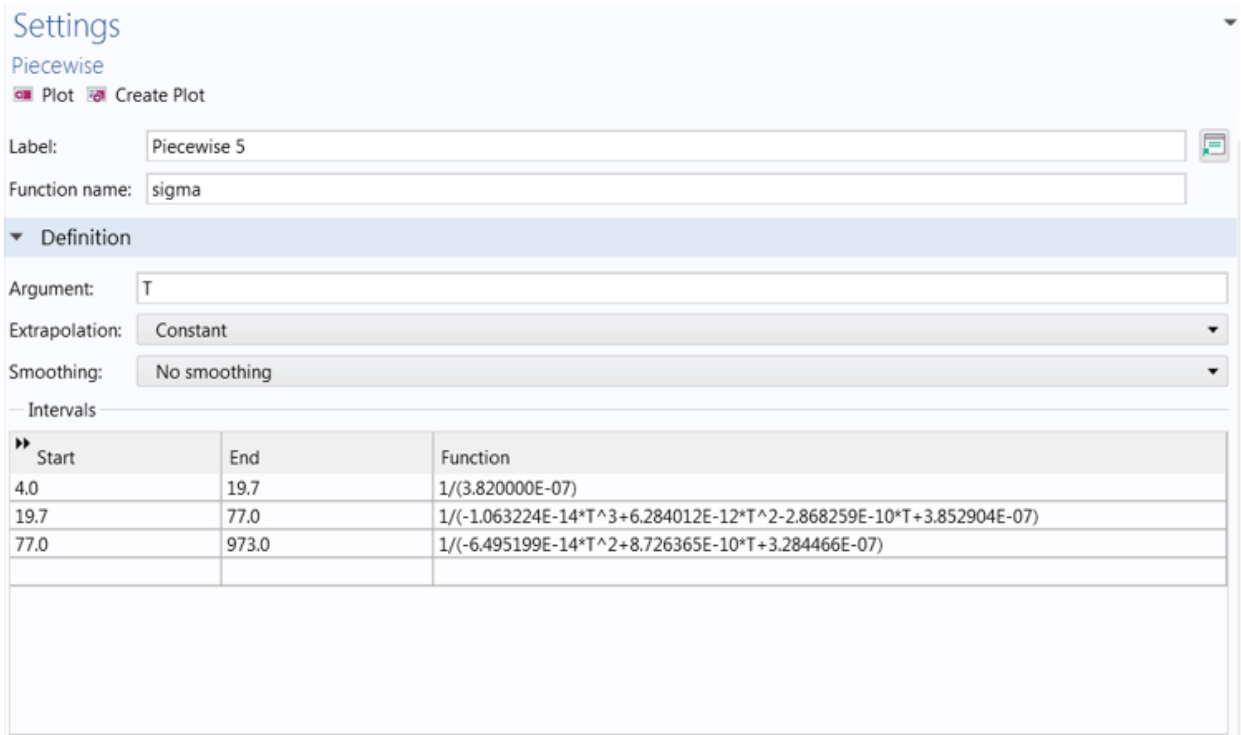 Settings
Piecewise
Plot Create Plot
Label: Piecewise 5
Function name: sigma
Definition
Argument: T
Extrapolation: Constant
Smoothing: No smoothing
Intervals
Start End Function
4.0 19.7 1/(3.820000E-07)
19.7 77.0 1/(-1.063224E-14*T^3+6.284012E-12*T^2-2.868259E-10*T+3.852904E-07)
77.0 973.0 1/(-6.495199E-14*T^2+8.726365E-10*T+3.284466E-07)